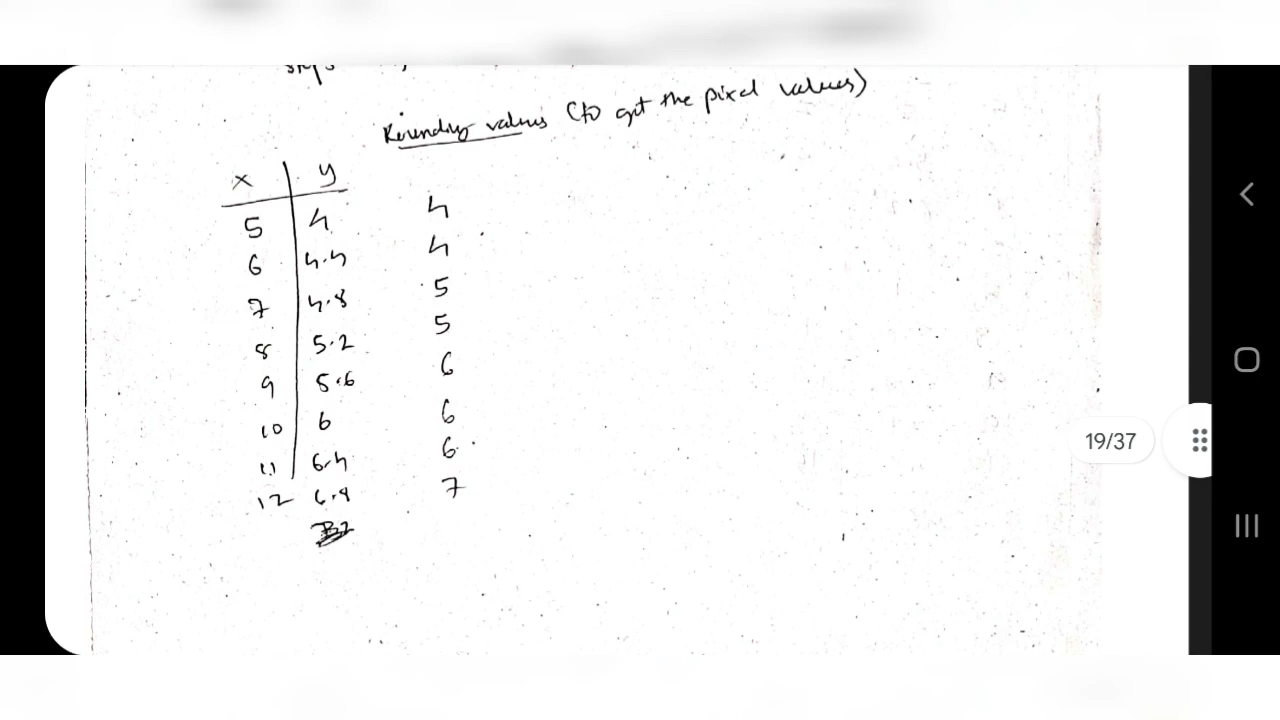 steps
Rounding values (to get the pixel values)
x y
5 4 4
6 4.4 4
7 4.8 5
8 5.2 5
9 5.6 6
10 6 6
11 6.4 6
12 6.8 7
19/37